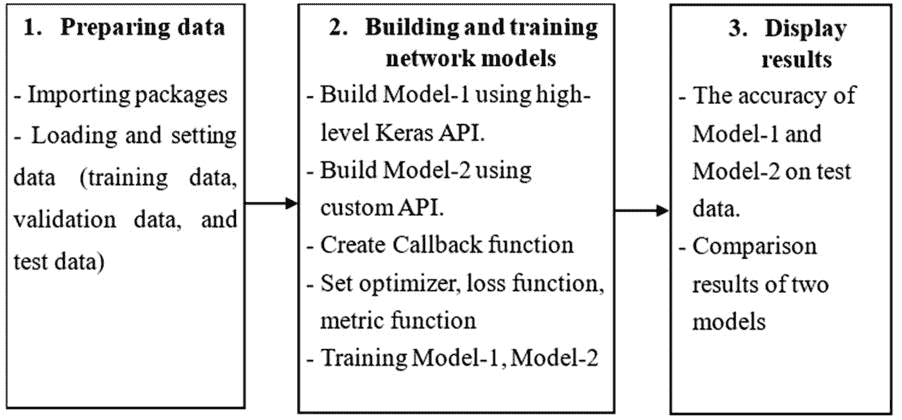 1. Preparing data
- Importing packages
- Loading and setting
data (training data,
validation data, and
test data)
2. Building and training
network models
- Build Model-1 using high-
level Keras API.
- Build Model-2 using
custom API.
- Create Callback function
- Set optimizer, loss function,
metric function
- Training Model-1, Model-2
3. Display
results
- The accuracy of
Model-1 and
Model-2 on test
data.
- Comparison
results of two
models